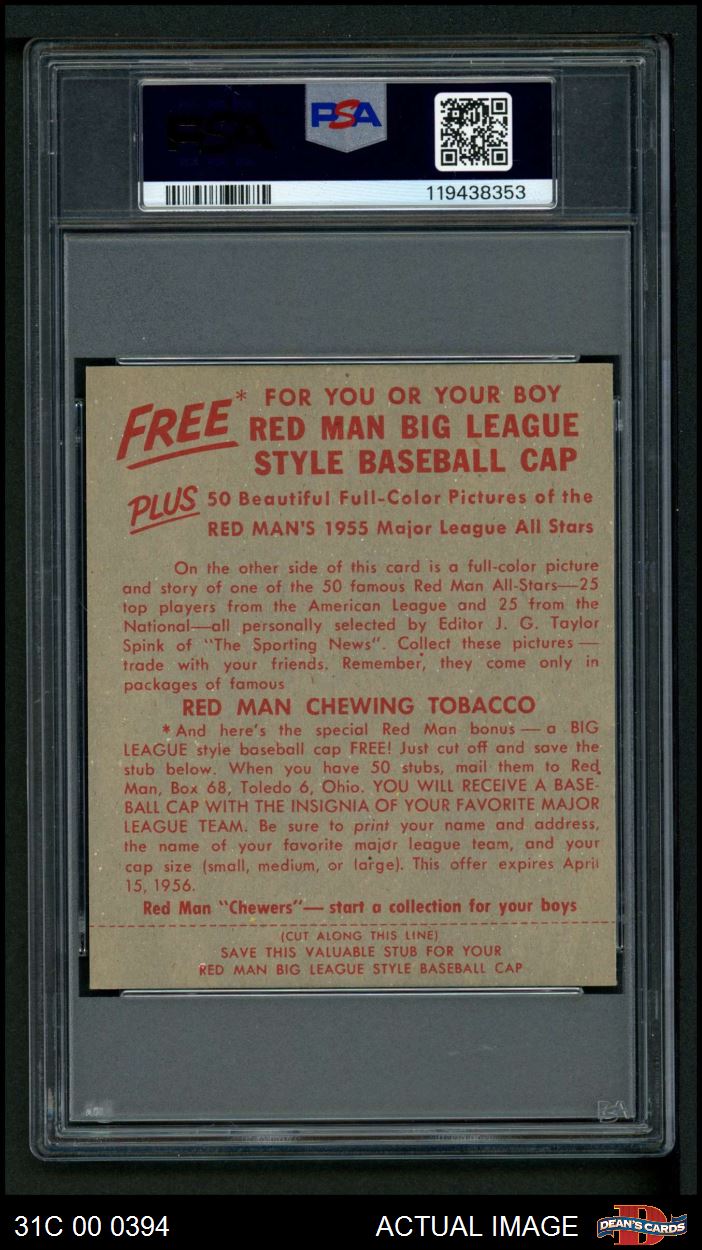 PSA
119438353
FREE* FOR YOU OR YOUR BOY
RED MAN BIG LEAGUE
STYLE BASEBALL CAP
PLUS 50 Beautiful Full-Color Pictures of the
RED MAN'S 1955 Major League All Stars
On the other side of this card is a full-color picture
and story of one of the 50 famous Red Man All-Stars—25
top players from the American League and 25 from the
National—all personally selected by Editor J. G. Taylor
Spink of "The Sporting News". Collect these pictures —
trade with your friends. Remember, they come only in
packages of famous
RED MAN CHEWING TOBACCO
*And here's the special Red Man bonus — a BIG
LEAGUE style baseball cap FREE! Just cut off and save the
stub below. When you have 50 stubs, mail them to Red
Man, Box 68, Toledo 6, Ohio. YOU WILL RECEIVE A BASE-
BALL CAP WITH THE INSIGNIA OF YOUR FAVORITE MAJOR
LEAGUE TEAM. Be sure to print your name and address,
the name of your favorite major league team, and your
cap size (small, medium, or large). This offer expires April
15, 1956.
Red Man "Chewers"— start a collection for your boys
(CUT ALONG THIS LINE)
SAVE THIS VALUABLE STUB FOR YOUR
RED MAN BIG LEAGUE STYLE BASEBALL CAP
PSA
31C 00 0394 ACTUAL IMAGE DEAN'S CARDS